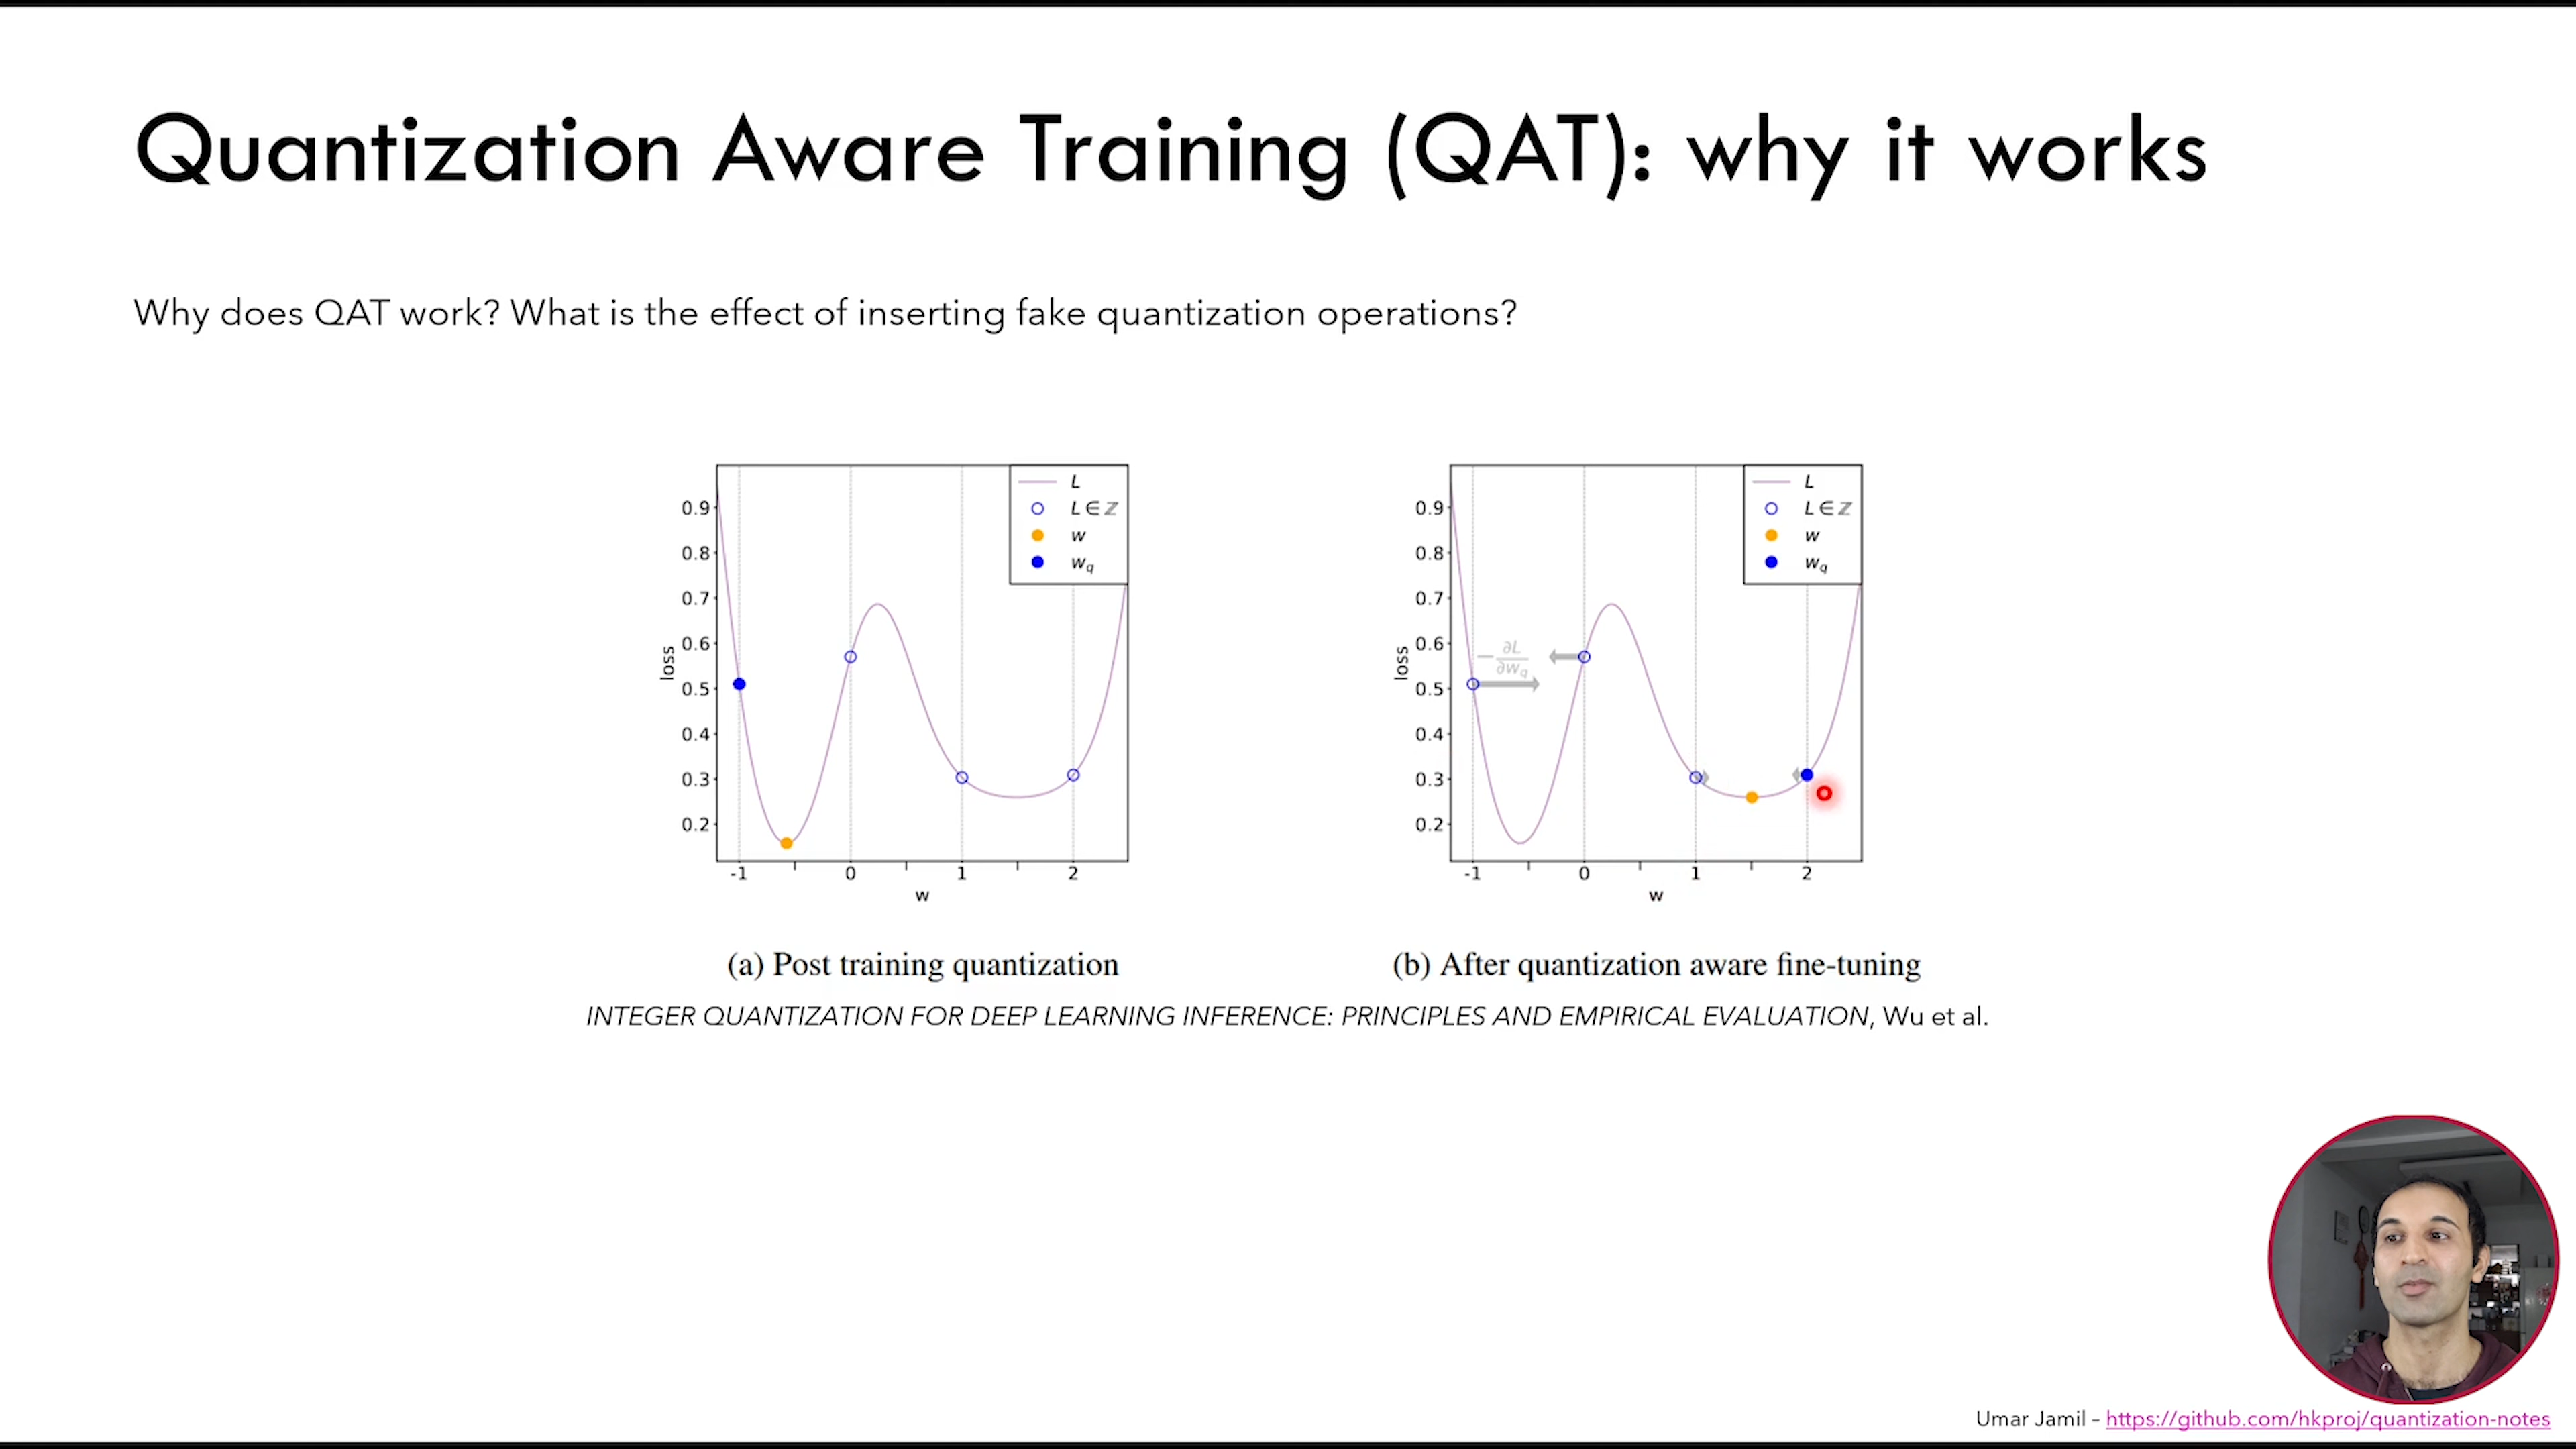 Quantization Aware Training (QAT): why it works
Why does QAT work? What is the effect of inserting fake quantization operations?
L
L ∈ ℤ
w
w_q
0.9
0.8
0.7
0.6
0.5
0.4
0.3
0.2
loss
-1 0 1 2
w
(a) Post training quantization
L
L ∈ ℤ
w
w_q
0.9
0.8
0.7
0.6
0.5
0.4
0.3
0.2
loss
−∂L/∂w_q
-1 0 1 2
w
(b) After quantization aware fine-tuning
INTEGER QUANTIZATION FOR DEEP LEARNING INFERENCE: PRINCIPLES AND EMPIRICAL EVALUATION, Wu et al.
Umar Jamil – https://github.com/hkproj/quantization-notes